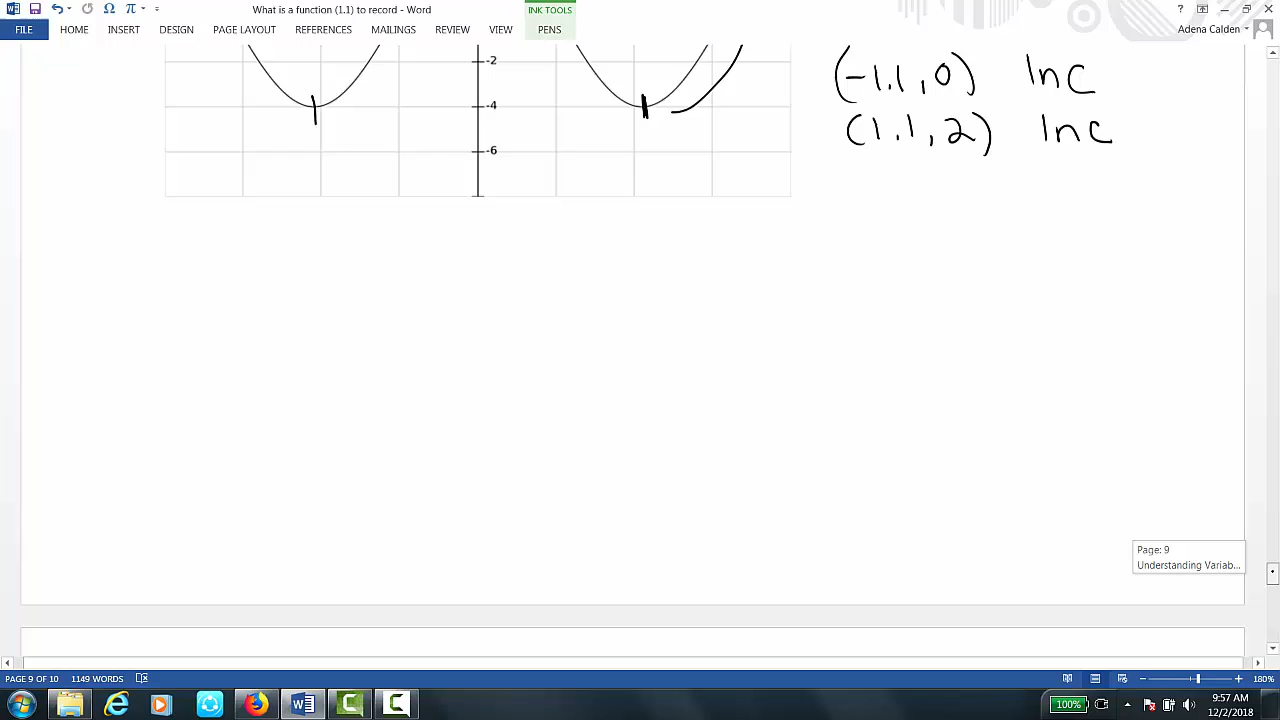 What is a function (1.1) to record - Word
INK TOOLS
?
FILE
HOME
INSERT
DESIGN
PAGE LAYOUT
REFERENCES
MAILINGS
REVIEW
VIEW
PENS
Adena Calden
-2
-4
-6
(-1.1, 0) Inc
(1.1, 2) Inc
Page: 9
Understanding Variab...
PAGE 9 OF 10
1149 WORDS
180%
100%
9:57 AM
12/2/2018